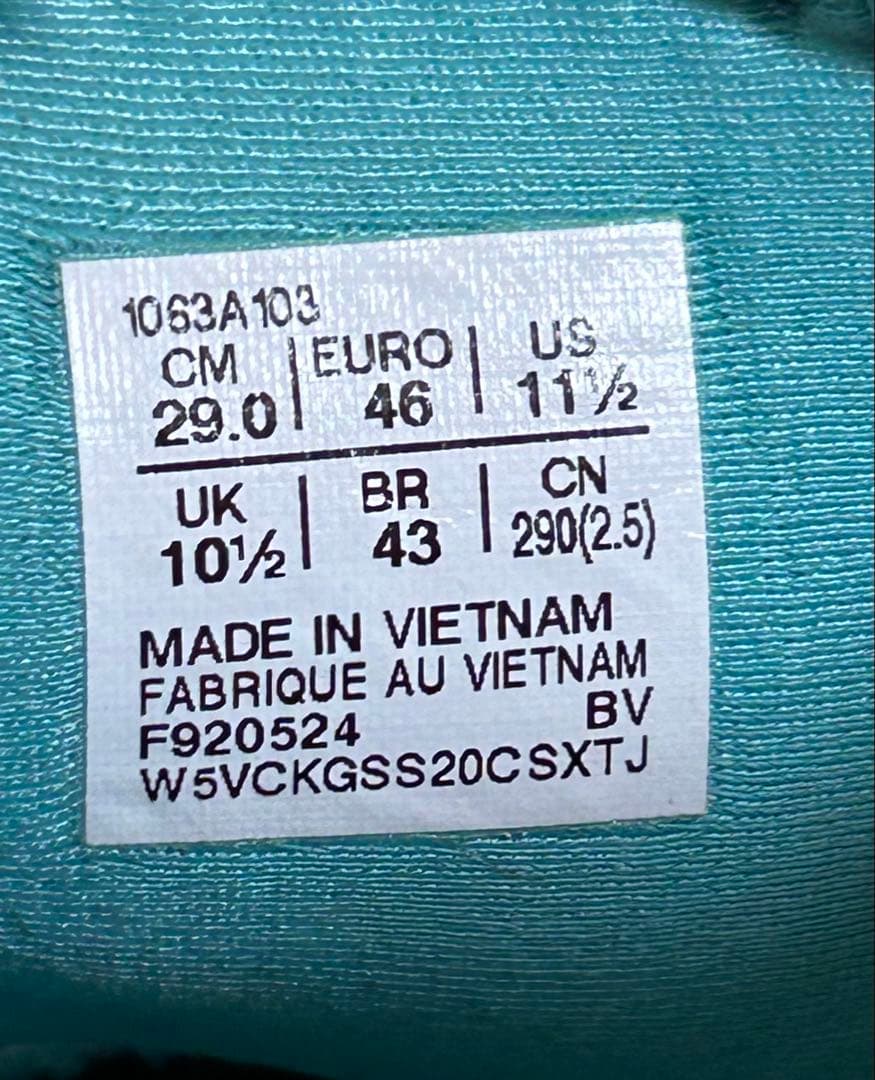 1063A103
CM | EURO | US
29.0 | 46 | 11½
UK | BR | CN
10½ | 43 | 290(2.5)
MADE IN VIETNAM
FABRIQUE AU VIETNAM
F920524 BV
W5VCKGSS20CSXTJ